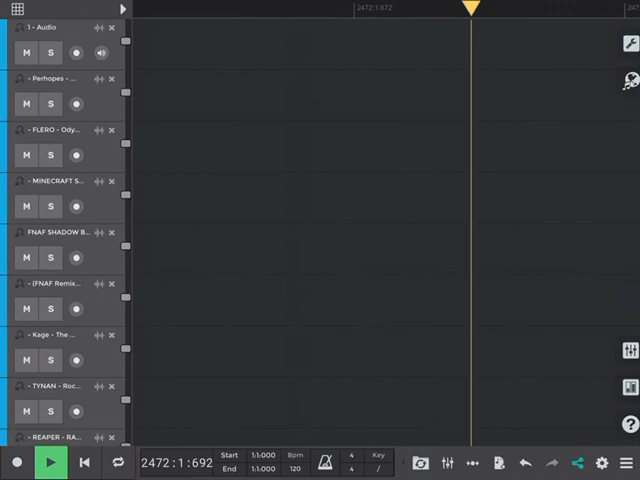 2472:1:672
247
1 - Audio
M S
- Perhopes - ...
M S
- FLERO - Ody...
M S
- MINECRAFT S...
M S
FNAF SHADOW B...
M S
- [FNAF Remix...
M S
- Kage - The ...
M S
- TYNAN - Roc...
M S
- REAPER - RA...
2472:1:692
Start 1:1:000 Bpm 4 Key
End 1:1:000 120 4 /
?